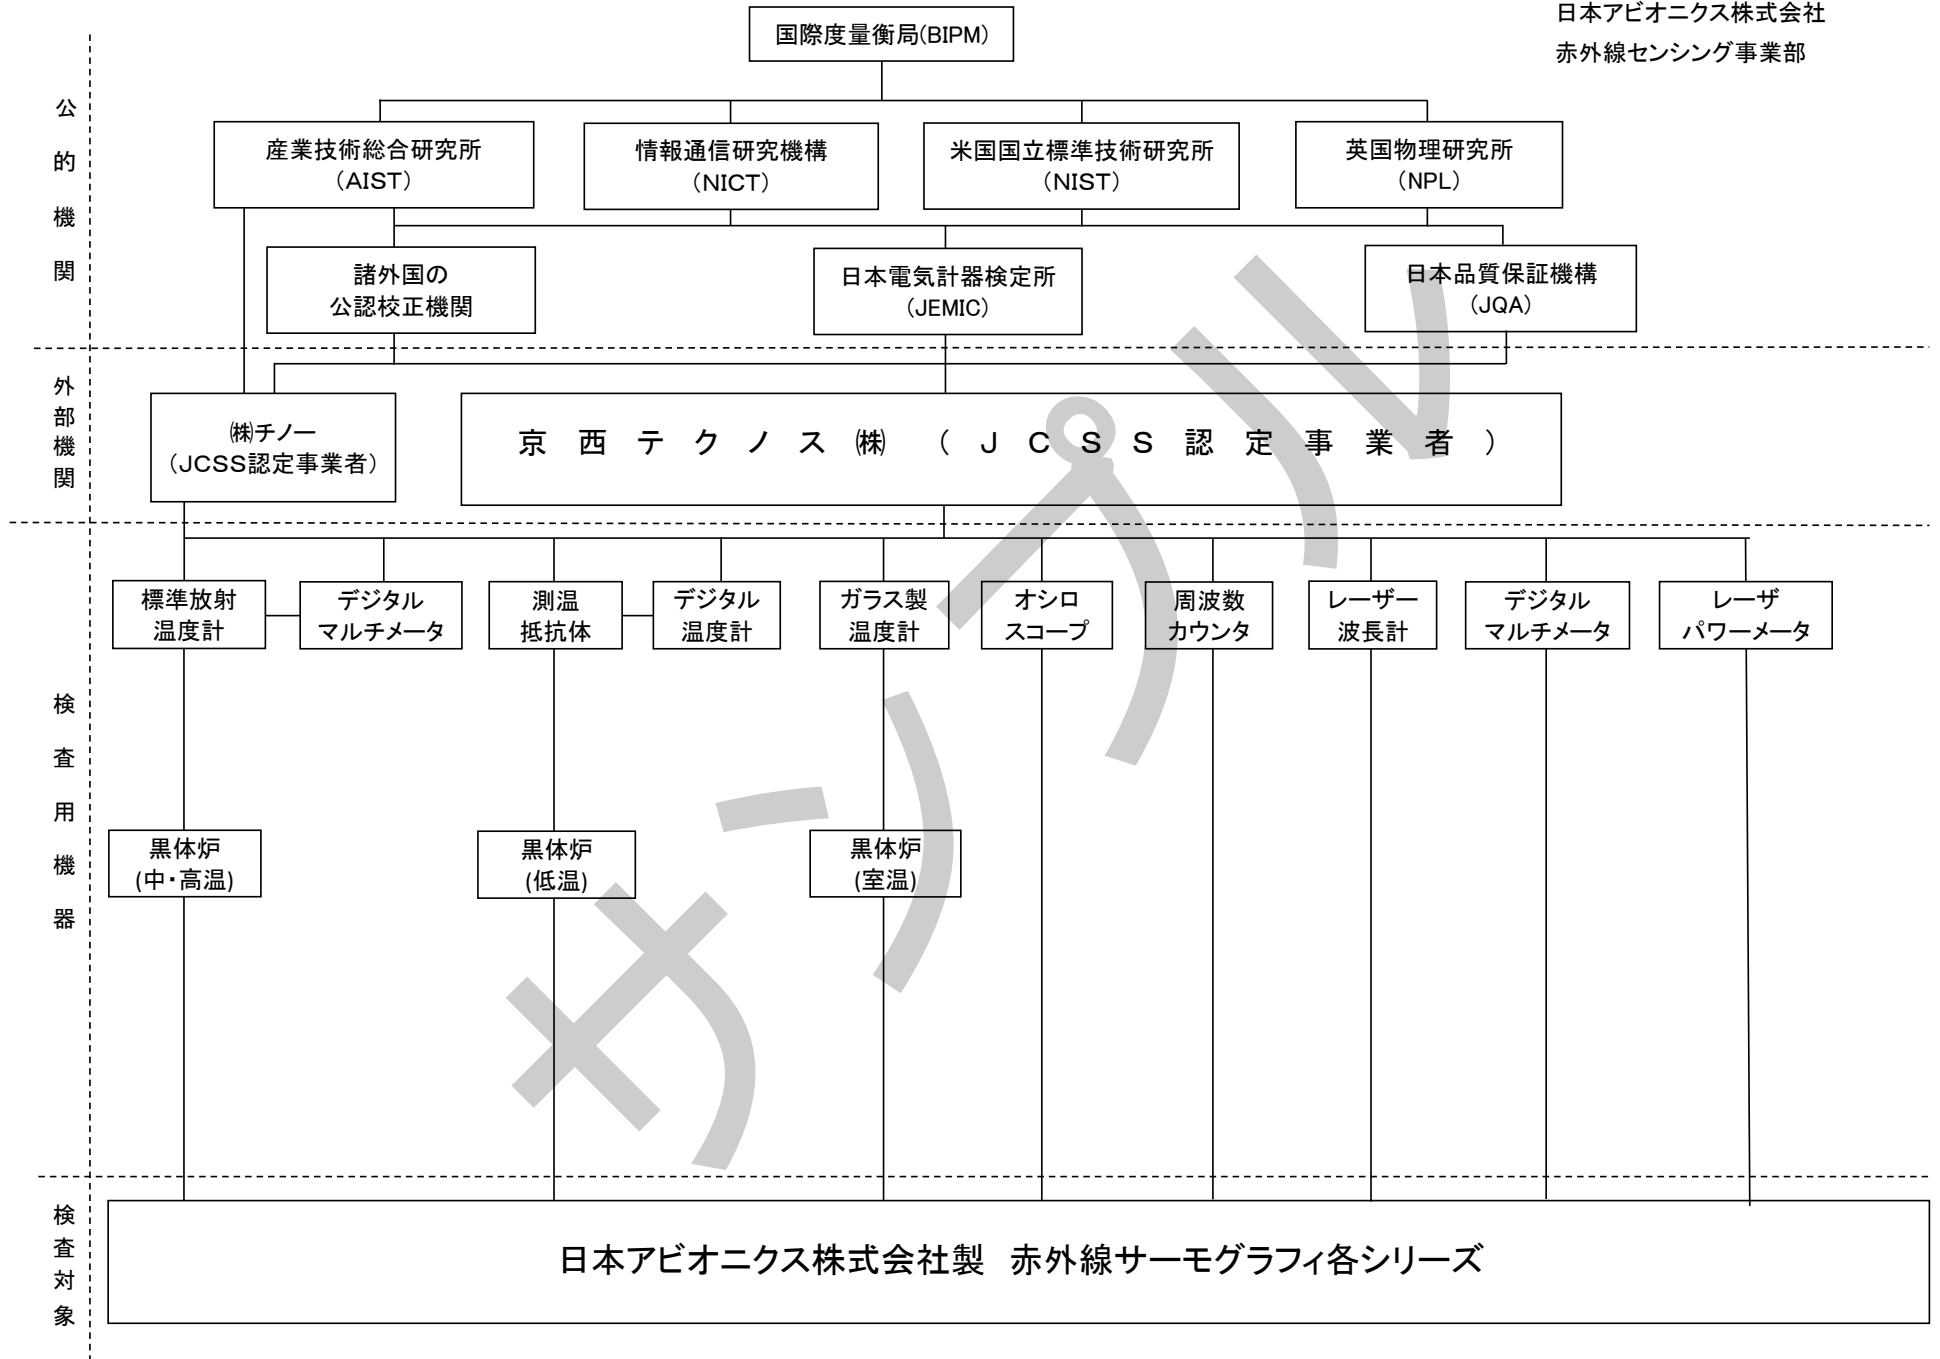 日本アビオニクス株式会社
赤外線センシング事業部
国際度量衡局(BIPM)
公的機関
産業技術総合研究所
（AIST）
情報通信研究機構
（NICT）
米国国立標準技術研究所
（NIST）
英国物理研究所
（NPL）
諸外国の
公認校正機関
日本電気計器検定所
（JEMIC）
日本品質保証機構
（JQA）
外部機関
㈱チノー
（JCSS認定事業者）
京西テクノス㈱（JCSS認定事業者）
検査用機器
標準放射
温度計
デジタル
マルチメータ
測温
抵抗体
デジタル
温度計
ガラス製
温度計
オシロ
スコープ
周波数
カウンタ
レーザー
波長計
デジタル
マルチメータ
レーザ
パワーメータ
黒体炉
(中・高温)
黒体炉
(低温)
黒体炉
(室温)
サンプル
検査対象
日本アビオニクス株式会社製　赤外線サーモグラフィ各シリーズ